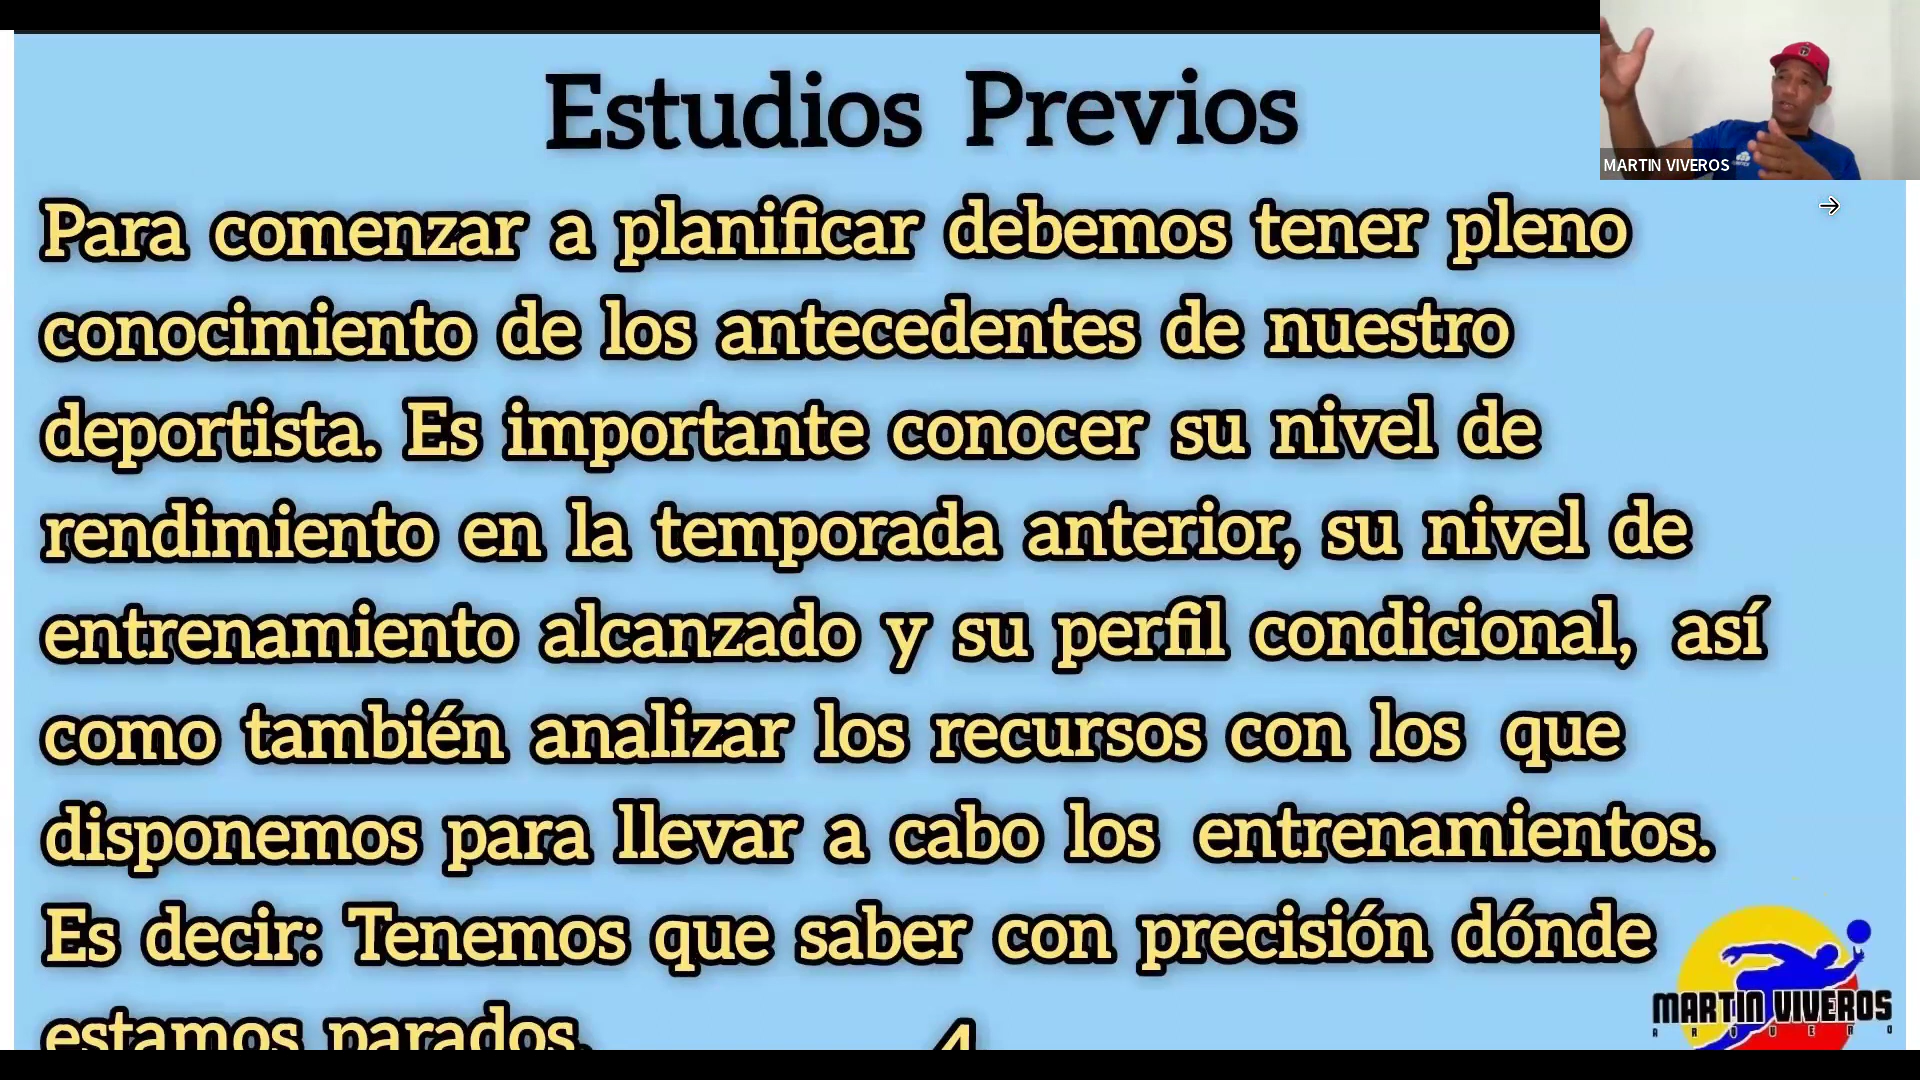 Estudios Previos
MARTIN VIVEROS
Para comenzar a planificar debemos tener pleno
conocimiento de los antecedentes de nuestro
deportista. Es importante conocer su nivel de
rendimiento en la temporada anterior, su nivel de
entrenamiento alcanzado y su perfil condicional, así
como también analizar los recursos con los que
disponemos para llevar a cabo los entrenamientos.
Es decir: Tenemos que saber con precisión dónde
estamos parados.
4
MARTIN VIVEROS
ARQUERO